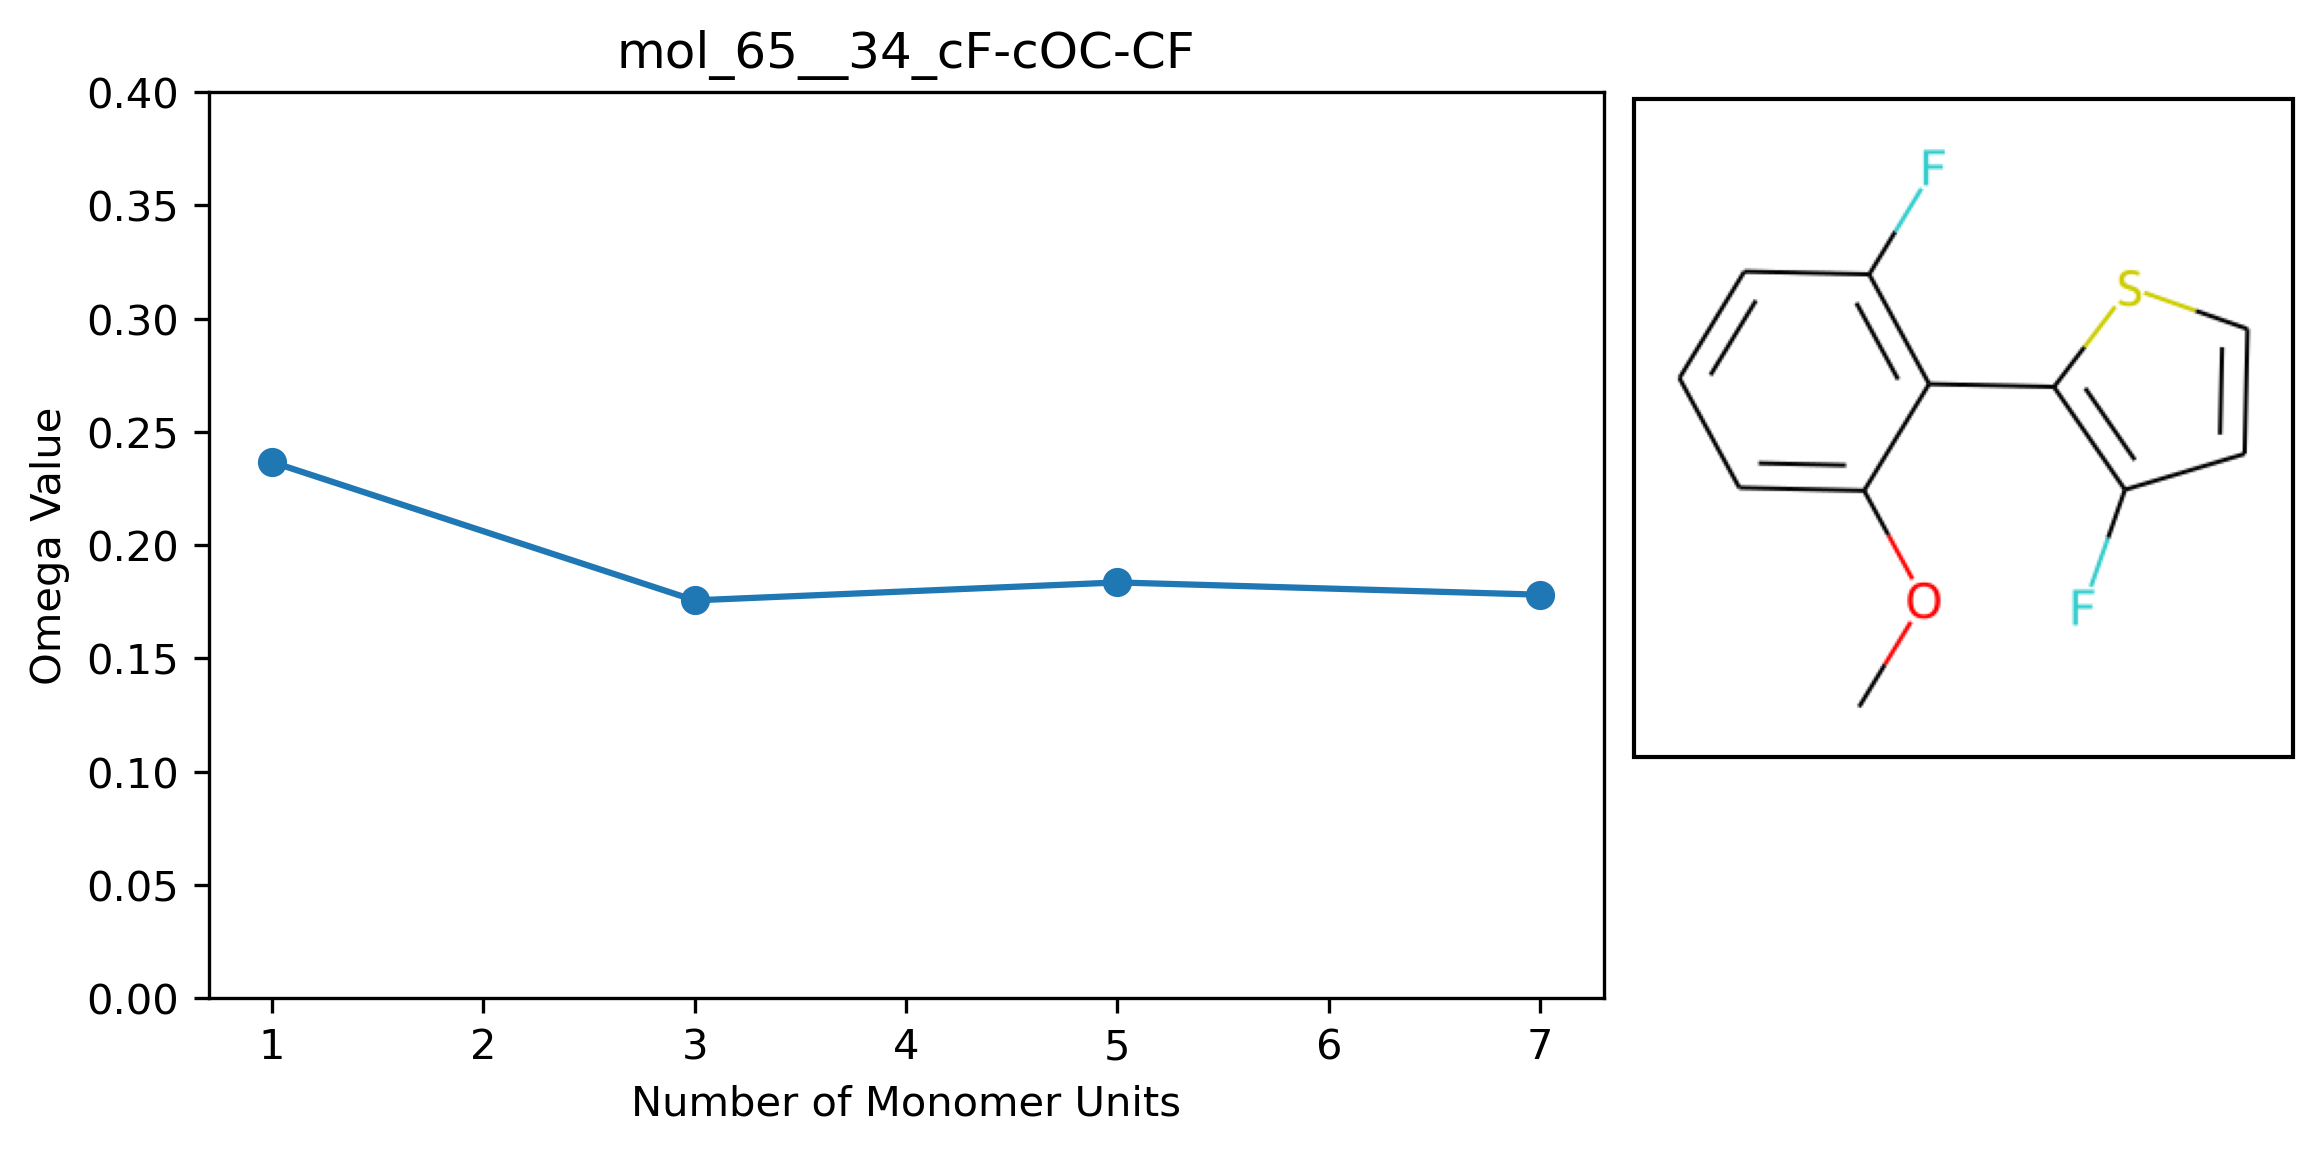 mol_65__34_cF-cOC-CF
0.40
0.35
0.30
0.25
0.20
0.15
0.10
0.05
0.00
Omega Value
1 2 3 4 5 6 7
Number of Monomer Units
F
S
O
F